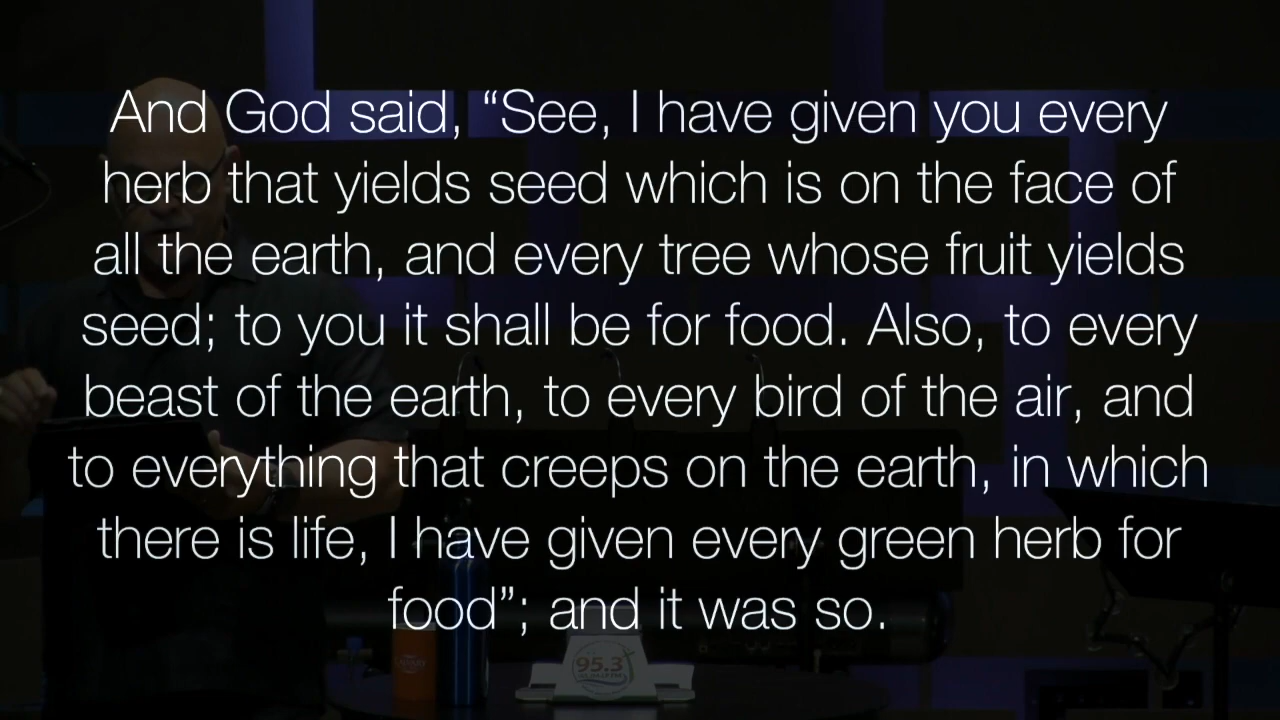 And God said, “See, I have given you every
herb that yields seed which is on the face of
all the earth, and every tree whose fruit yields
seed; to you it shall be for food. Also, to every
beast of the earth, to every bird of the air, and
to everything that creeps on the earth, in which
there is life, I have given every green herb for
food”; and it was so.
95.3